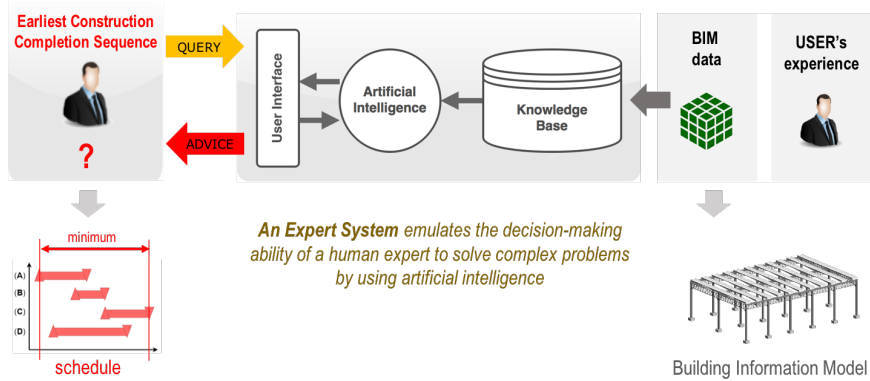 Earliest Construction
Completion Sequence
?
QUERY
ADVICE
User Interface
Artificial
Intelligence
Knowledge
Base
BIM
data
USER's
experience
minimum
(A)
(B)
(C)
(D)
schedule
An Expert System emulates the decision-making
ability of a human expert to solve complex problems
by using artificial intelligence
Building Information Model